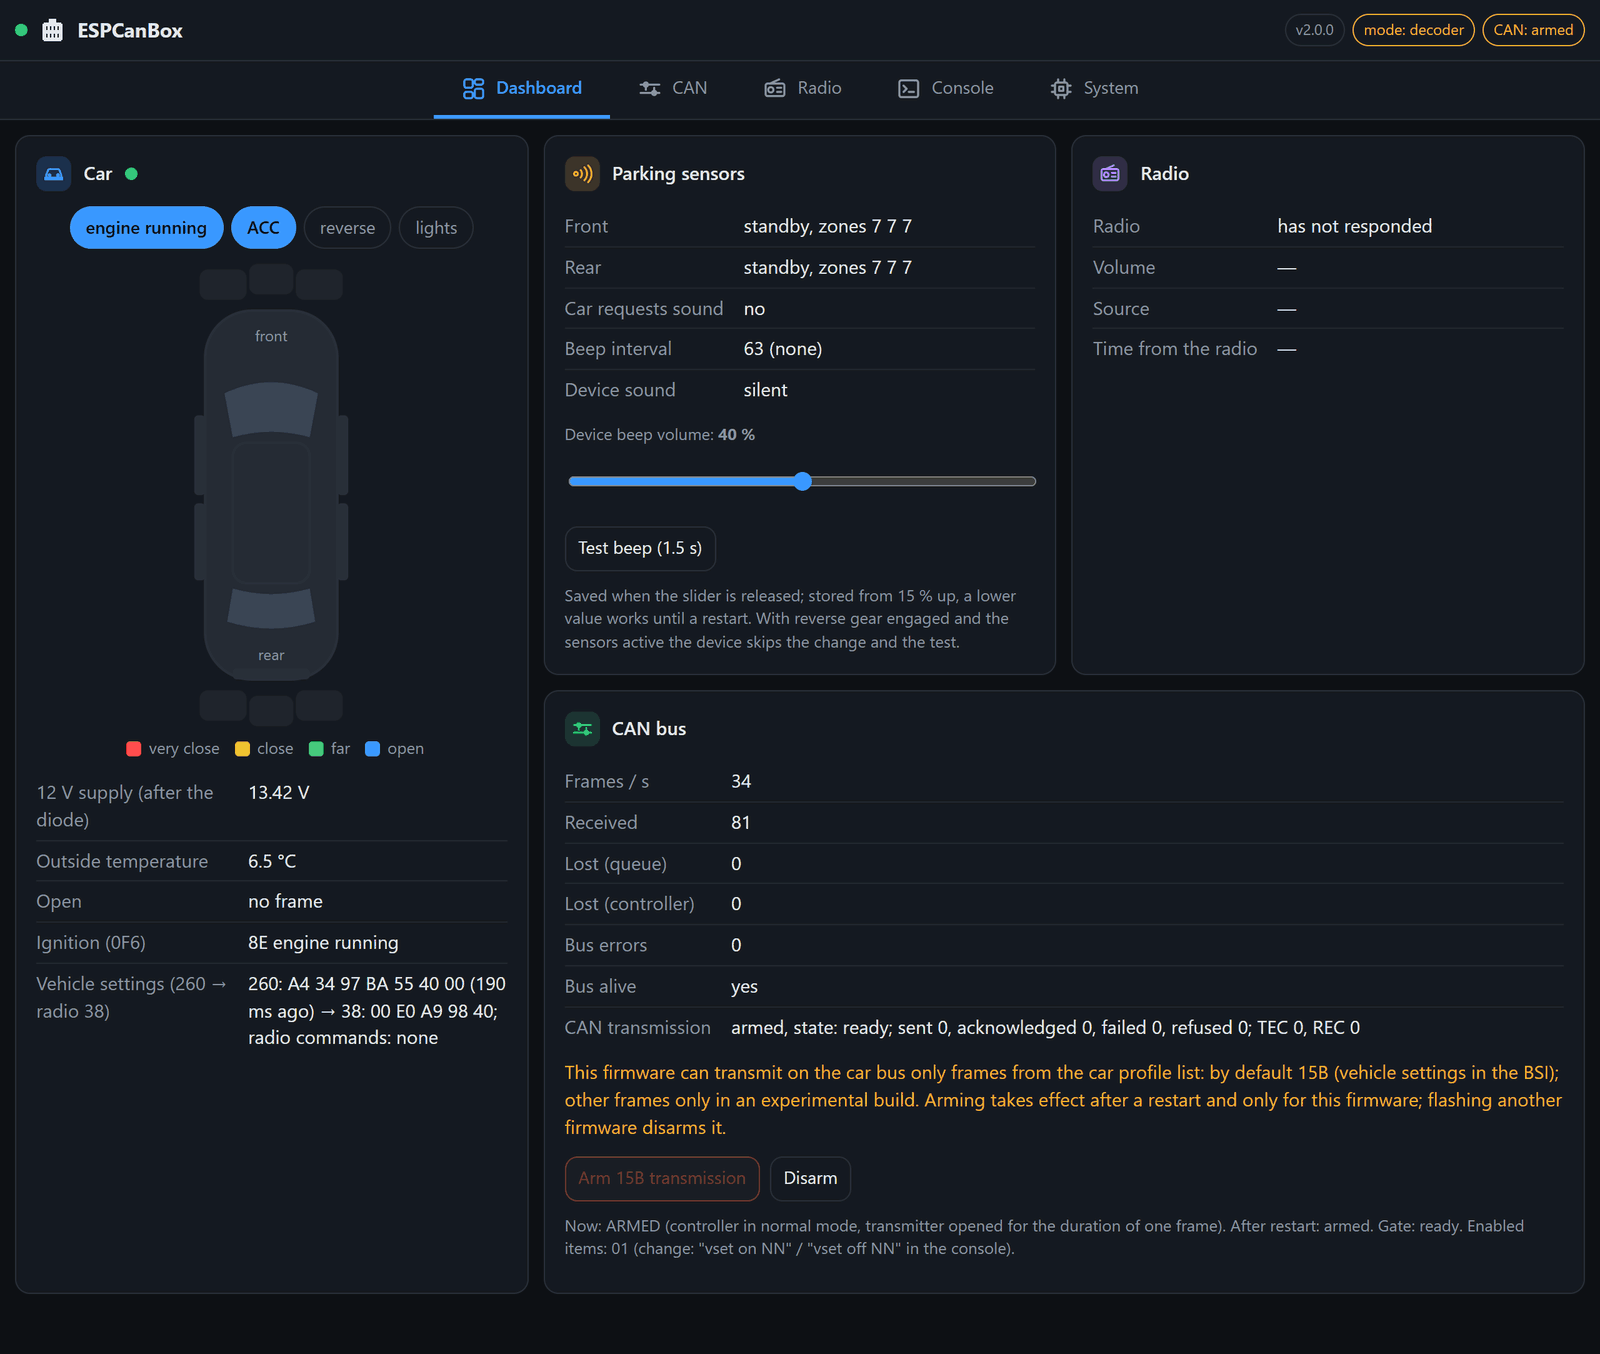 ESPCanBox
v2.0.0
mode: decoder
CAN: armed
Dashboard
CAN
Radio
Console
System
Car
engine running
ACC
reverse
lights
front
rear
very close
close
far
open
12 V supply (after the
diode)
13.42 V
Outside temperature
6.5 °C
Open
no frame
Ignition (0F6)
8E engine running
Vehicle settings (260 →
radio 38)
260: A4 34 97 BA 55 40 00 (190
ms ago) → 38: 00 E0 A9 98 40;
radio commands: none
Parking sensors
Front
standby, zones 7 7 7
Rear
standby, zones 7 7 7
Car requests sound
no
Beep interval
63 (none)
Device sound
silent
Device beep volume: 40 %
Test beep (1.5 s)
Saved when the slider is released; stored from 15 % up, a lower
value works until a restart. With reverse gear engaged and the
sensors active the device skips the change and the test.
Radio
Radio
has not responded
Volume
—
Source
—
Time from the radio
—
CAN bus
Frames / s
34
Received
81
Lost (queue)
0
Lost (controller)
0
Bus errors
0
Bus alive
yes
CAN transmission
armed, state: ready; sent 0, acknowledged 0, failed 0, refused 0; TEC 0, REC 0
This firmware can transmit on the car bus only frames from the car profile list: by default 15B (vehicle settings in the BSI);
other frames only in an experimental build. Arming takes effect after a restart and only for this firmware; flashing another
firmware disarms it.
Arm 15B transmission
Disarm
Now: ARMED (controller in normal mode, transmitter opened for the duration of one frame). After restart: armed. Gate: ready. Enabled
items: 01 (change: "vset on NN" / "vset off NN" in the console).